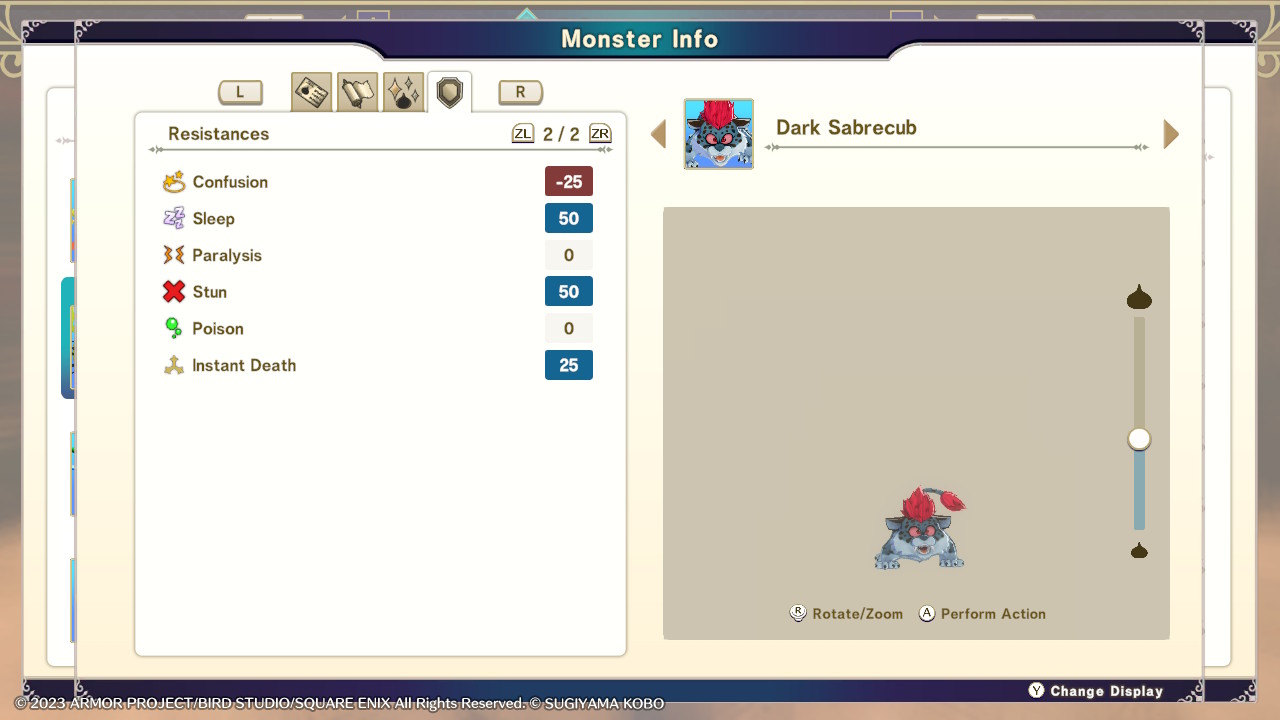 Monster Info
L
R
Resistances
ZL 2 / 2 ZR
Confusion -25
Sleep 50
Paralysis 0
Stun 50
Poison 0
Instant Death 25
Dark Sabrecub
R Rotate/Zoom A Perform Action
Y Change Display
© 2023 ARMOR PROJECT/BIRD STUDIO/SQUARE ENIX All Rights Reserved. © SUGIYAMA KOBO